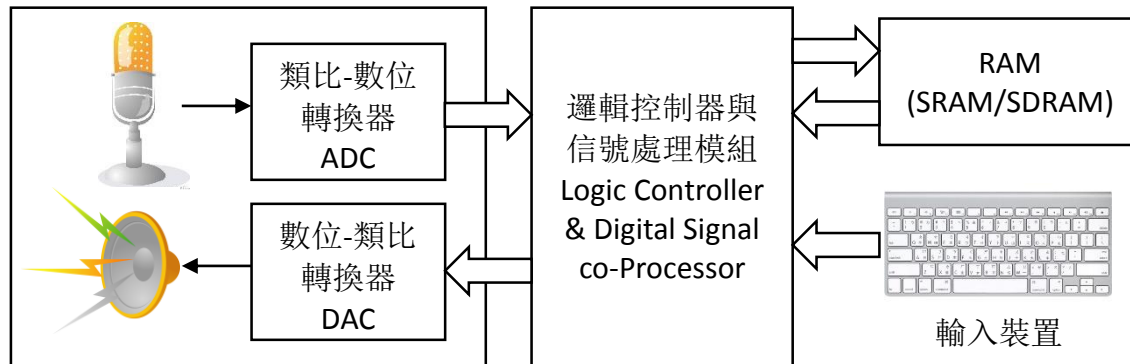 類比-數位
轉換器
ADC
數位-類比
轉換器
DAC
邏輯控制器與
信號處理模組
Logic Controller
& Digital Signal
co-Processor
RAM
(SRAM/SDRAM)
輸入裝置